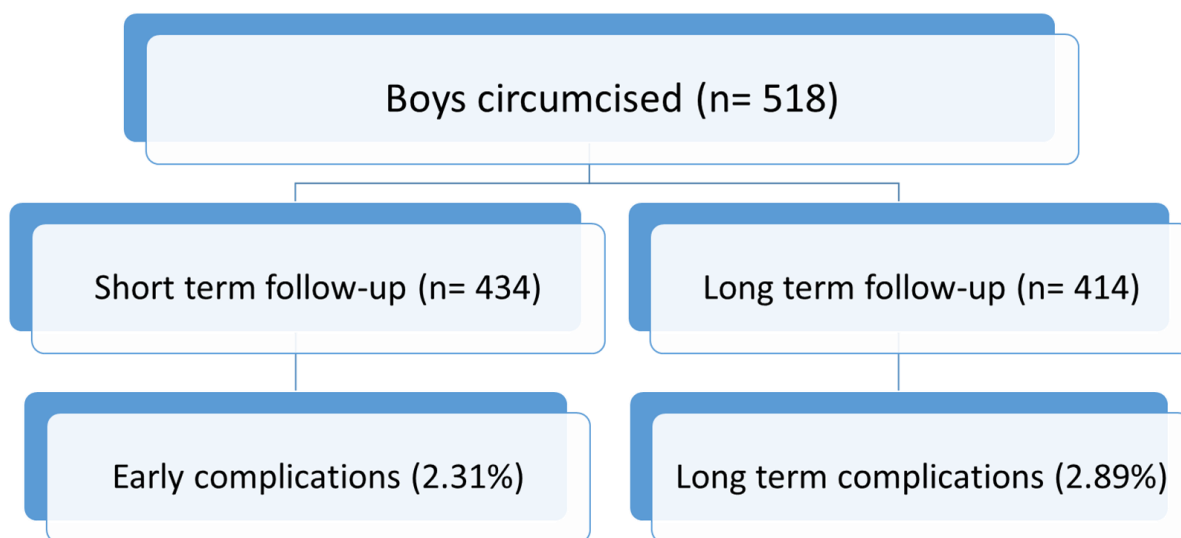 Boys circumcised (n= 518)
Short term follow-up (n= 434)
Long term follow-up (n= 414)
Early complications (2.31%)
Long term complications (2.89%)